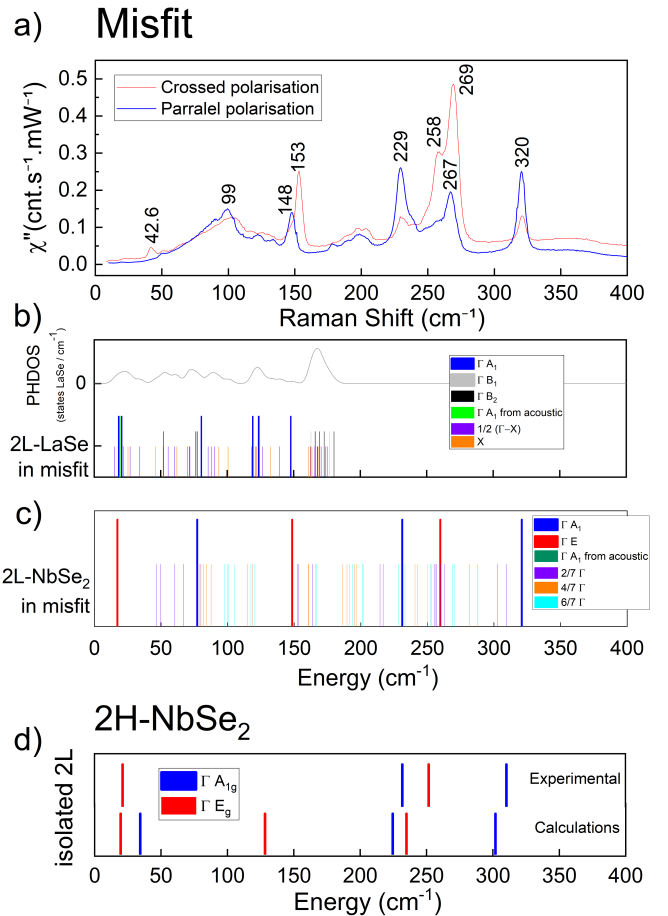 a) Misfit
χ"(cnt.s⁻¹.mW⁻¹)
0.5
0.4
0.3
0.2
0.1
0.0
Crossed polarisation
Parralel polarisation
42.6
99
148
153
229
258
267
269
320
0 50 100 150 200 250 300 350 400
Raman Shift (cm⁻¹)
b)
PHDOS
(states LaSe / cm⁻¹)
0
2L-LaSe
in misfit
Γ A₁
Γ B₁
Γ B₂
Γ A₁ from acoustic
1/2 (Γ–X)
X
c)
2L-NbSe₂
in misfit
Γ A₁
Γ E
Γ A₁ from acoustic
2/7 Γ
4/7 Γ
6/7 Γ
0 50 100 150 200 250 300 350 400
Energy (cm⁻¹)
2H-NbSe₂
d)
isolated 2L
Γ A₁g
Γ Eg
Experimental
Calculations
0 50 100 150 200 250 300 350 400
Energy (cm⁻¹)